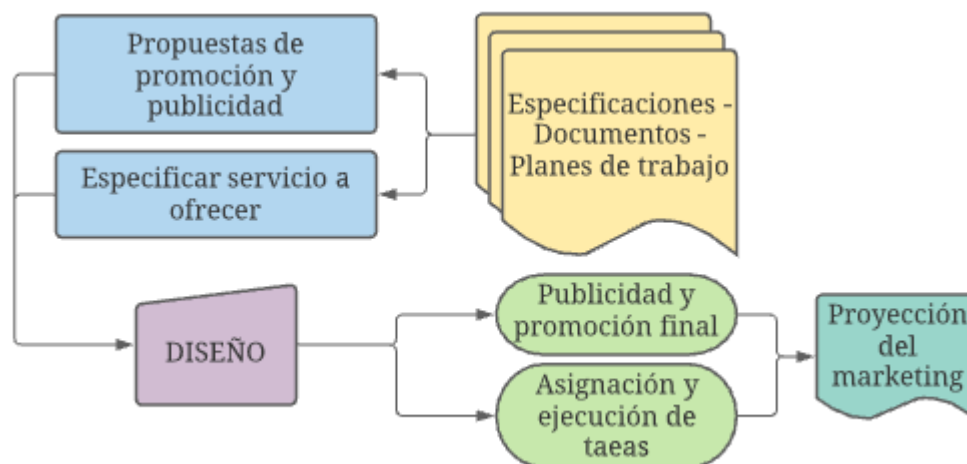 Propuestas de
promoción y
publicidad
Especificaciones -
Documentos -
Planes de trabajo
Especificar servicio a
ofrecer
DISEÑO
Publicidad y
promoción final
Asignación y
ejecución de
taeas
Proyección
del
marketing